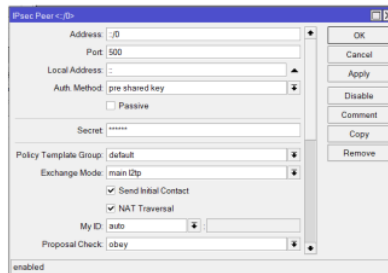 IPsec Peer <::/0>
Address: ::/0
Port: 500
Local Address: ::
Auth. Method: pre shared key
Passive
Secret: ******
Policy Template Group: default
Exchange Mode: main l2tp
Send Initial Contact
NAT Traversal
My ID: auto :
Proposal Check: obey
OK
Cancel
Apply
Disable
Comment
Copy
Remove
enabled